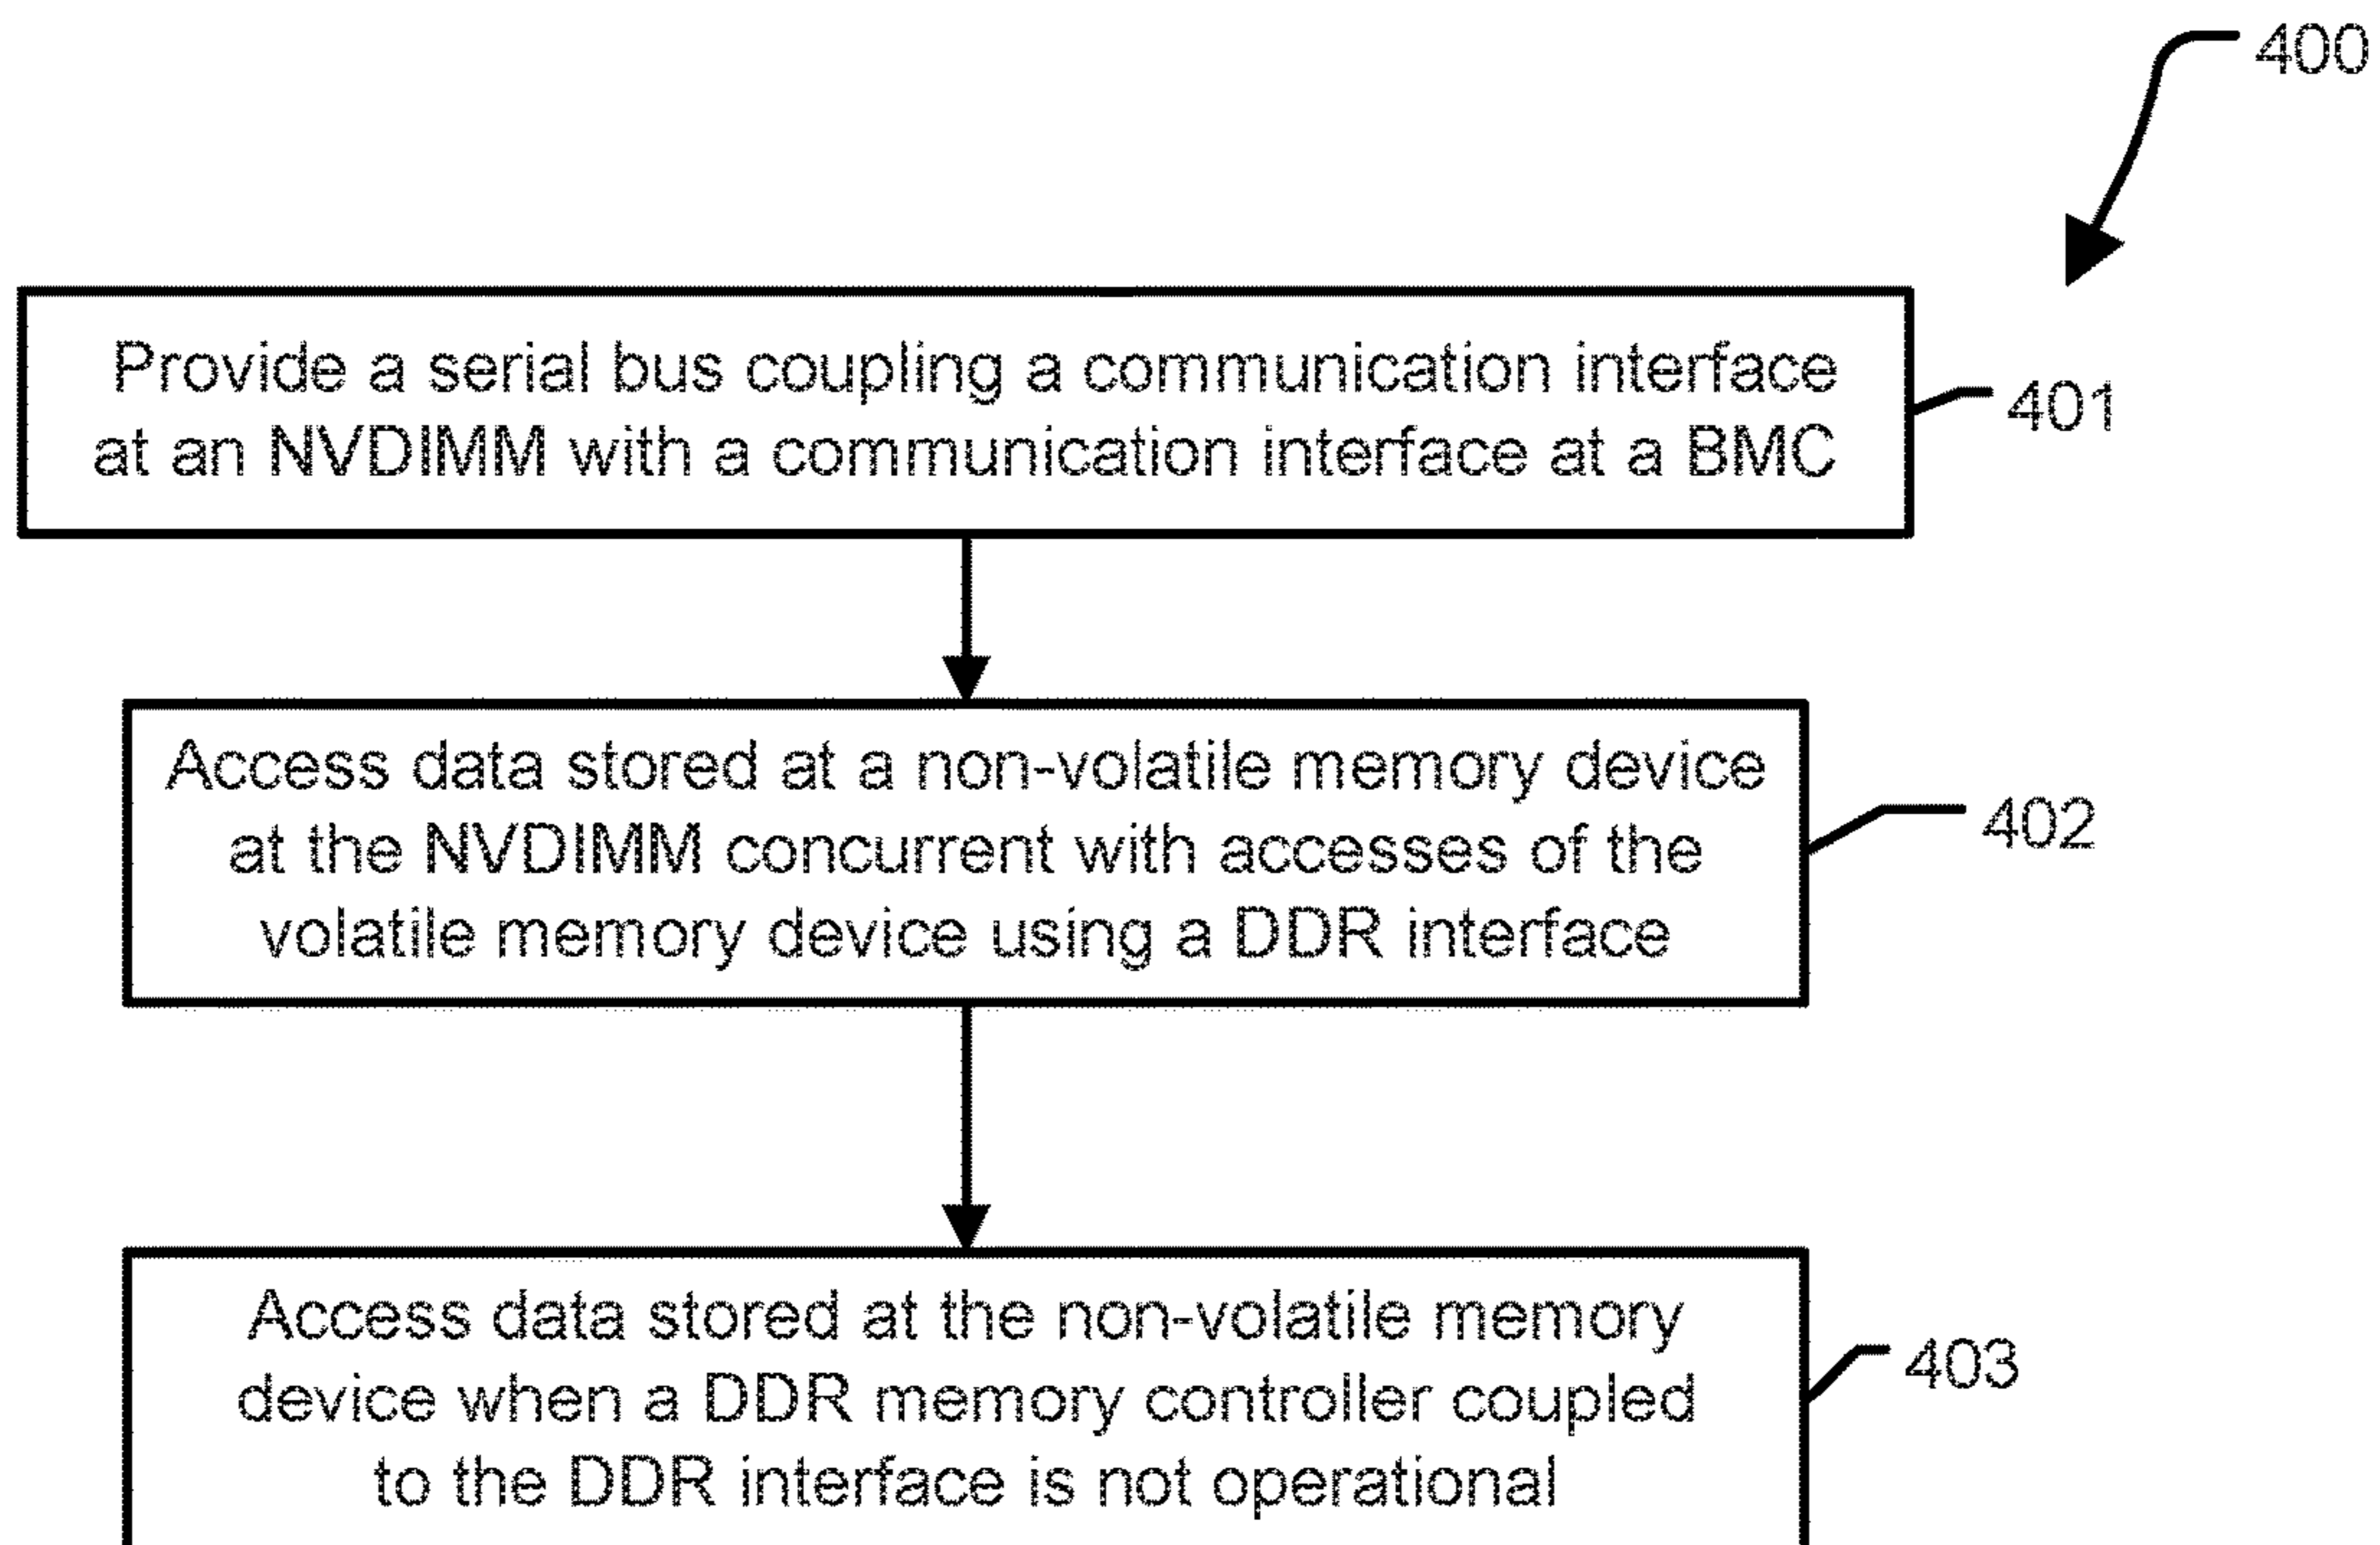 400
Provide a serial bus coupling a communication interface
at an NVDIMM with a communication interface at a BMC
401
Access data stored at a non-volatile memory device
at the NVDIMM concurrent with accesses of the
volatile memory device using a DDR interface
402
Access data stored at the non-volatile memory
device when a DDR memory controller coupled
to the DDR interface is not operational
403